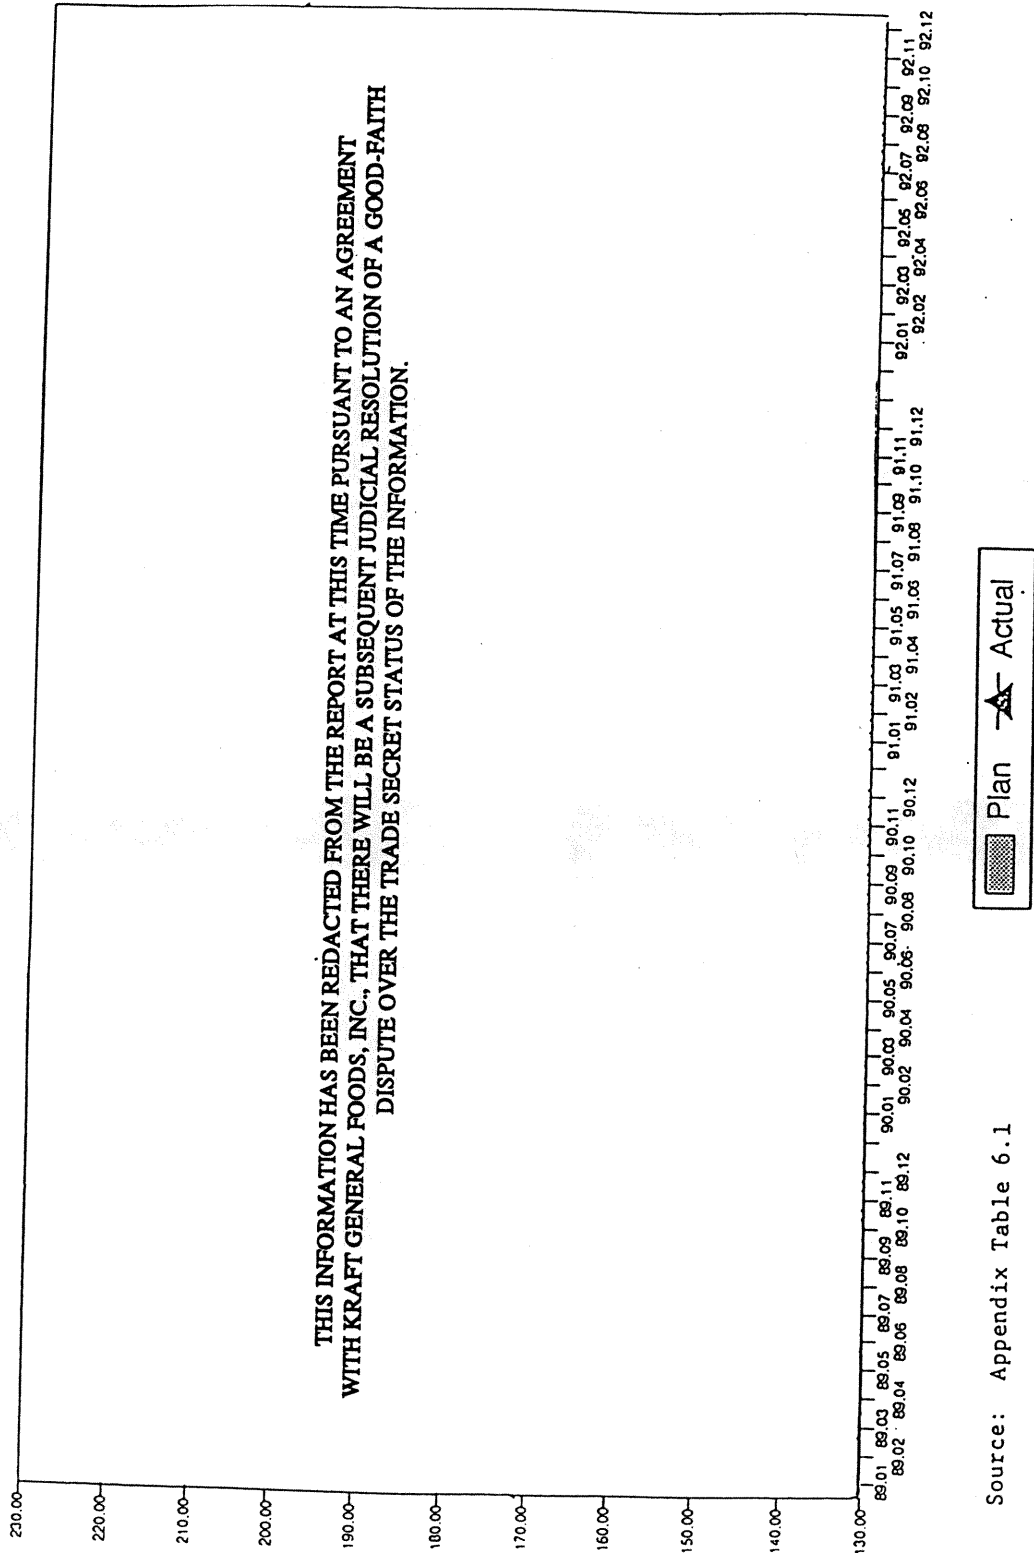 230.00
220.00
210.00
200.00
190.00
180.00
170.00
160.00
150.00
140.00
130.00
THIS INFORMATION HAS BEEN REDACTED FROM THE REPORT AT THIS TIME PURSUANT TO AN AGREEMENT
WITH KRAFT GENERAL FOODS, INC., THAT THERE WILL BE A SUBSEQUENT JUDICIAL RESOLUTION OF A GOOD-FAITH
DISPUTE OVER THE TRADE SECRET STATUS OF THE INFORMATION.
89.01 89.03 89.05 89.07 89.09 89.11 90.01 90.03 90.05 90.07 90.09 90.11 91.01 91.03 91.05 91.07 91.09 91.11 92.01 92.03 92.05 92.07 92.09 92.11
89.02 89.04 89.06 89.08 89.10 89.12 90.02 90.04 90.06 90.08 90.10 90.12 91.02 91.04 91.06 91.08 91.10 91.12 92.02 92.04 92.06 92.08 92.10 92.12
Plan Actual
Source: Appendix Table 6.1